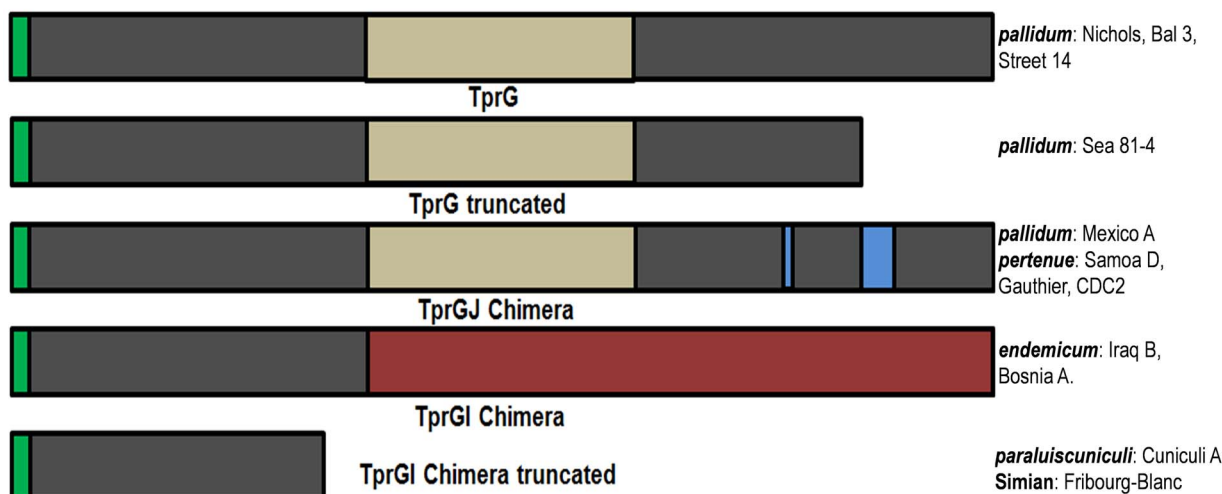 pallidum: Nichols, Bal 3,
Street 14
TprG
pallidum: Sea 81-4
TprG truncated
pallidum: Mexico A
pertenue: Samoa D,
Gauthier, CDC2
TprGJ Chimera
endemicum: Iraq B,
Bosnia A.
TprGI Chimera
TprGI Chimera truncated
paraluiscuniculi: Cuniculi A
Simian: Fribourg-Blanc